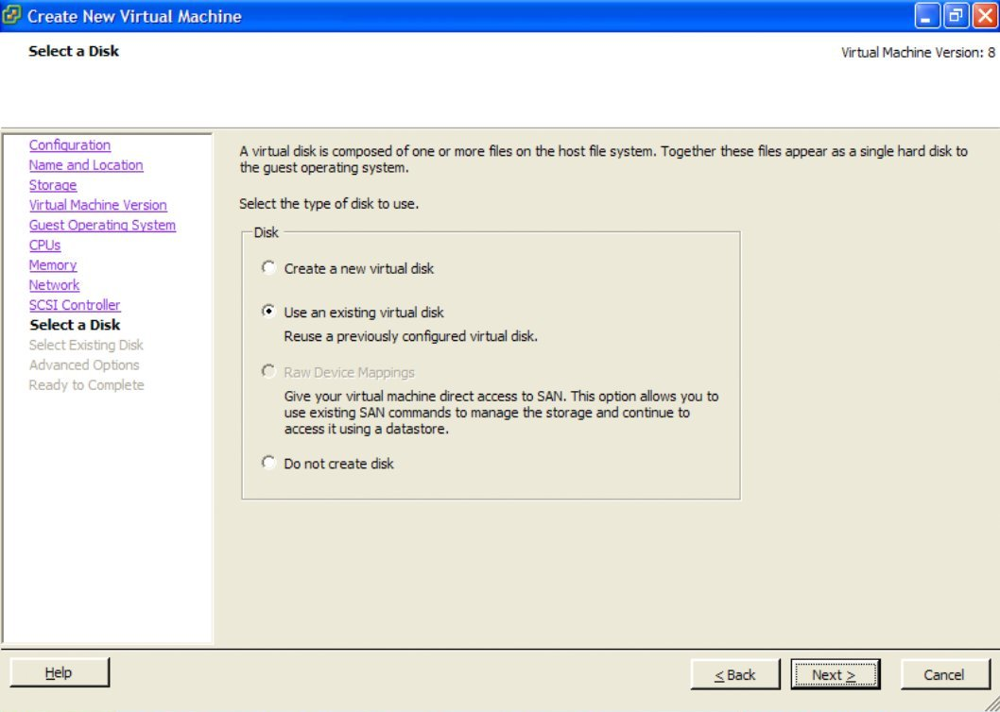 Create New Virtual Machine
Select a Disk
Virtual Machine Version: 8
Configuration
Name and Location
Storage
Virtual Machine Version
Guest Operating System
CPUs
Memory
Network
SCSI Controller
Select a Disk
Select Existing Disk
Advanced Options
Ready to Complete
A virtual disk is composed of one or more files on the host file system. Together these files appear as a single hard disk to
the guest operating system.
Select the type of disk to use.
Disk
Create a new virtual disk
Use an existing virtual disk
Reuse a previously configured virtual disk.
Raw Device Mappings
Give your virtual machine direct access to SAN. This option allows you to
use existing SAN commands to manage the storage and continue to
access it using a datastore.
Do not create disk
Help
< Back
Next >
Cancel